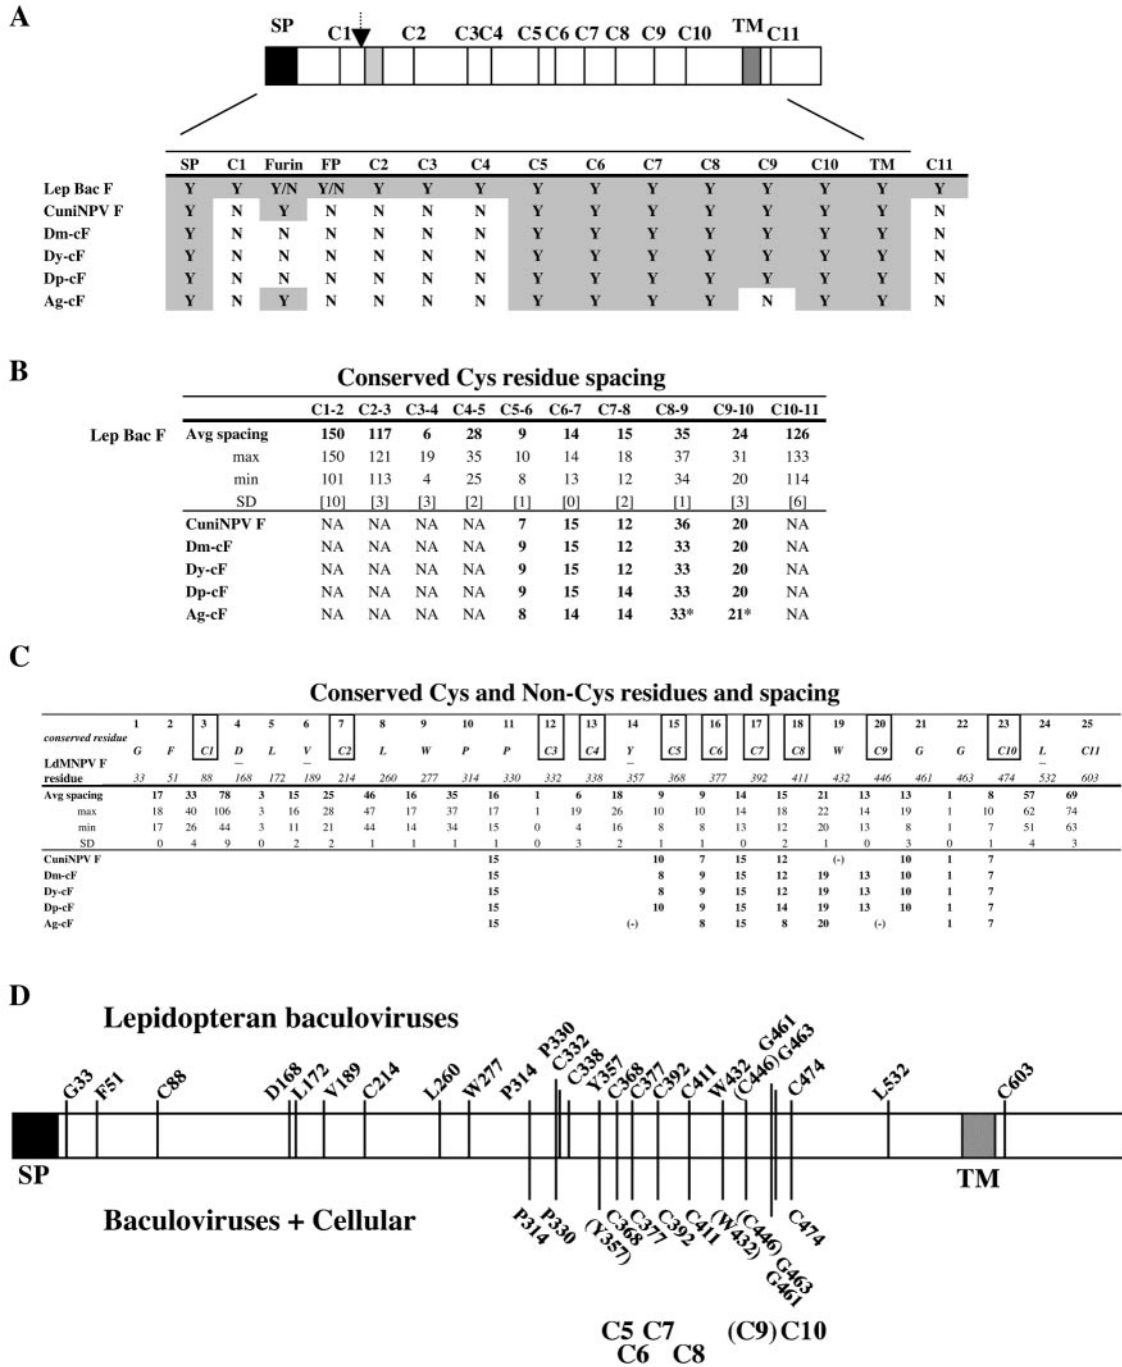 A
SP C1 C2 C3 C4 C5 C6 C7 C8 C9 C10 TM C11
SP C1 Furin FP C2 C3 C4 C5 C6 C7 C8 C9 C10 TM C11
Lep Bac F Y Y Y/N Y/N Y Y Y Y Y Y Y Y Y Y Y
CuniNPV F Y N Y N N N N Y Y Y Y Y Y Y N
Dm-cF Y N N N N N N Y Y Y Y Y Y Y N
Dy-cF Y N N N N N N Y Y Y Y Y Y Y N
Dp-cF Y N N N N N N Y Y Y Y Y Y Y N
Ag-cF Y N Y N N N N Y Y Y Y N Y Y N
B
Conserved Cys residue spacing
C1-2 C2-3 C3-4 C4-5 C5-6 C6-7 C7-8 C8-9 C9-10 C10-11
Lep Bac F Avg spacing 150 117 6 28 9 14 15 35 24 126
max 150 121 19 35 10 14 18 37 31 133
min 101 113 4 25 8 13 12 34 20 114
SD [10] [3] [3] [2] [1] [0] [2] [1] [3] [6]
CuniNPV F NA NA NA NA 7 15 12 36 20 NA
Dm-cF NA NA NA NA 9 15 12 33 20 NA
Dy-cF NA NA NA NA 9 15 12 33 20 NA
Dp-cF NA NA NA NA 9 15 14 33 20 NA
Ag-cF NA NA NA NA 8 14 14 33* 21* NA
C
Conserved Cys and Non-Cys residues and spacing
1 2 3 4 5 6 7 8 9 10 11 12 13 14 15 16 17 18 19 20 21 22 23 24 25
conserved residue G F C1 D L V C2 L W P P C3 C4 Y C5 C6 C7 C8 W C9 G G C10 L C11
LdMNPV F
residue 33 51 88 168 172 189 214 260 277 314 330 332 338 357 368 377 392 411 432 446 461 463 474 532 603
Avg spacing 17 33 78 3 15 25 46 16 35 16 1 6 18 9 9 14 15 21 13 13 1 8 57 69
max 18 40 106 3 16 28 47 17 37 17 1 19 26 10 10 14 18 22 14 19 1 10 62 74
min 17 26 44 3 11 21 44 14 34 15 0 4 16 8 8 13 12 20 13 8 1 7 51 63
SD 0 4 9 0 2 2 1 1 1 1 0 3 2 1 1 0 2 1 0 3 0 1 4 3
CuniNPV F 15 10 7 15 12 (-) 10 1 7
Dm-cF 15 8 9 15 12 19 13 10 1 7
Dy-cF 15 8 9 15 12 19 13 10 1 7
Dp-cF 15 10 9 15 14 19 13 10 1 7
Ag-cF 15 (-) 8 15 8 20 (-) 1 7
D
Lepidopteran baculoviruses
G33 F51 C88 D168 L172 V189 C214 L260 W277 P314 P330 C332 C338 Y357 C368 C377 C392 C411 W432 (C446) G461 G463 C474 L532 C603
SP TM
Baculoviruses + Cellular
P314 P330 (Y357) C368 C377 C392 C411 (W432) (C446) G463 G461 C474
C5 C7 (C9) C10
C6 C8